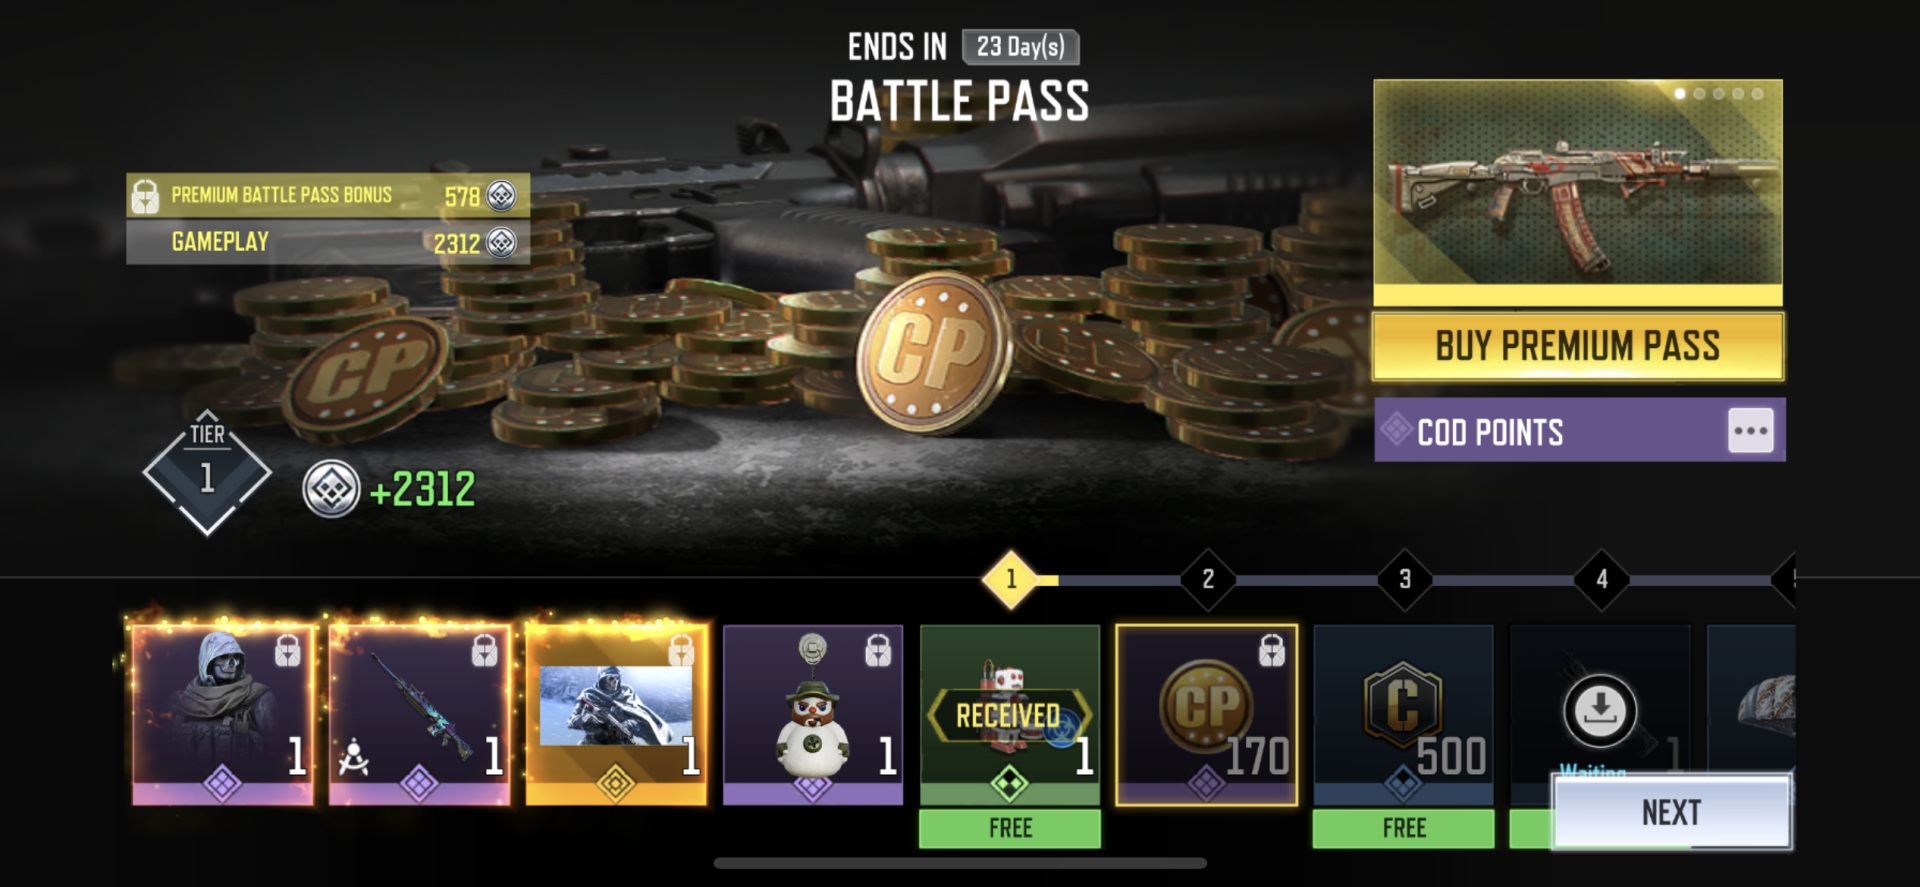 ENDS IN 23 Day(s)
BATTLE PASS
PREMIUM BATTLE PASS BONUS 578
GAMEPLAY 2312
CP
CP
BUY PREMIUM PASS
COD POINTS
TIER
1
+2312
1
2
3
4
1
1
1
1
RECEIVED
1
CP
170
C
500
1
Waiting
FREE
FREE
NEXT